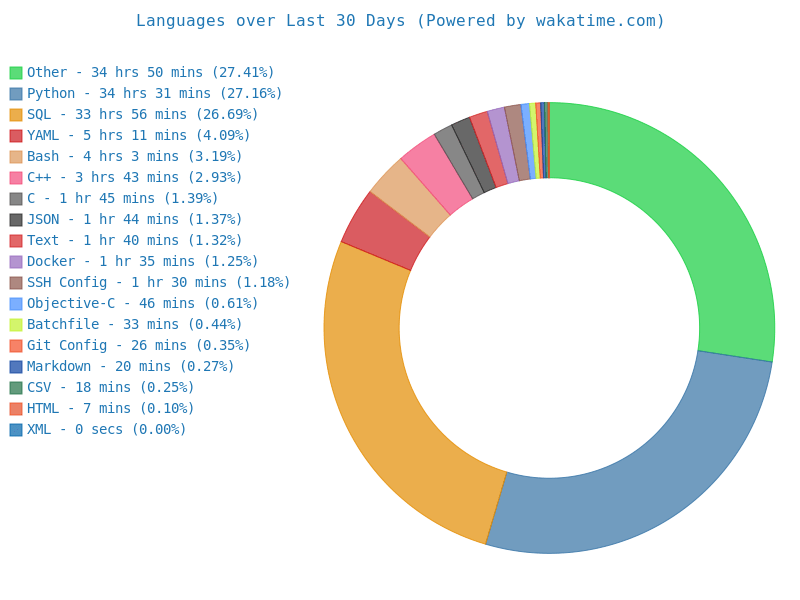 Languages over Last 30 Days (Powered by wakatime.com)
Other - 34 hrs 50 mins (27.41%)
Python - 34 hrs 31 mins (27.16%)
SQL - 33 hrs 56 mins (26.69%)
YAML - 5 hrs 11 mins (4.09%)
Bash - 4 hrs 3 mins (3.19%)
C++ - 3 hrs 43 mins (2.93%)
C - 1 hr 45 mins (1.39%)
JSON - 1 hr 44 mins (1.37%)
Text - 1 hr 40 mins (1.32%)
Docker - 1 hr 35 mins (1.25%)
SSH Config - 1 hr 30 mins (1.18%)
Objective-C - 46 mins (0.61%)
Batchfile - 33 mins (0.44%)
Git Config - 26 mins (0.35%)
Markdown - 20 mins (0.27%)
CSV - 18 mins (0.25%)
HTML - 7 mins (0.10%)
XML - 0 secs (0.00%)